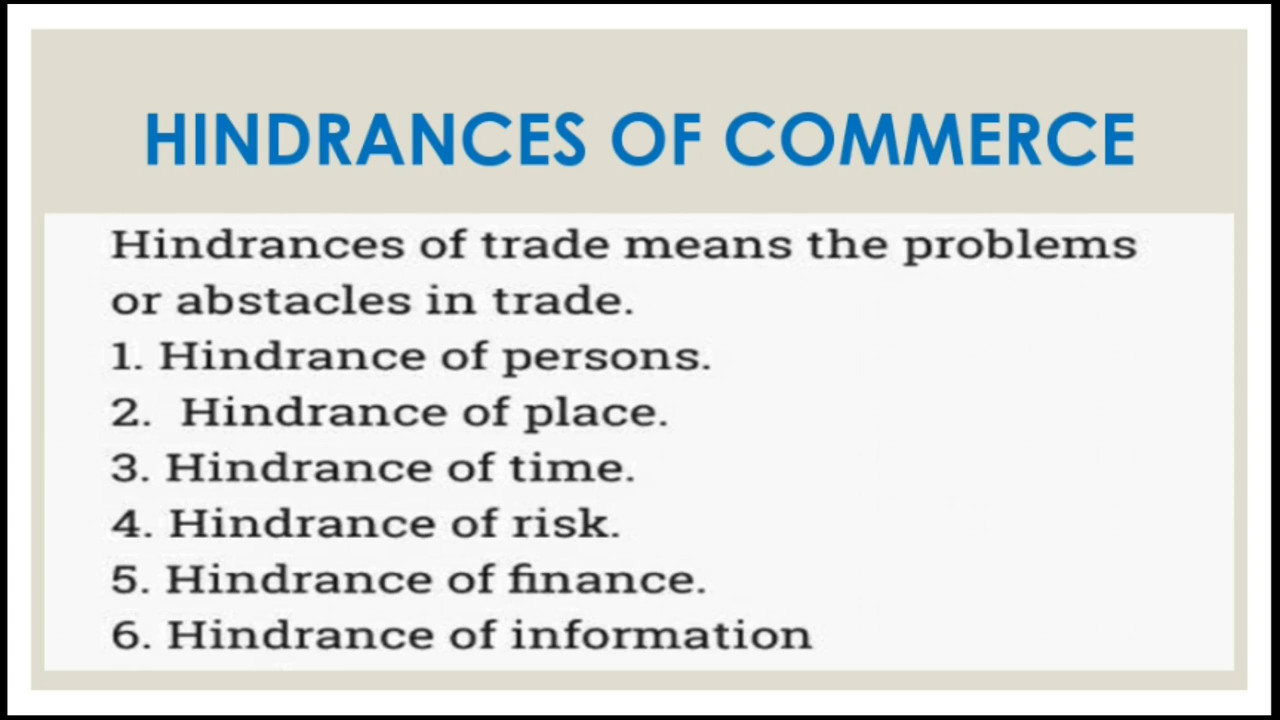 HINDRANCES OF COMMERCE
Hindrances of trade means the problems
or abstacles in trade.
1. Hindrance of persons.
2. Hindrance of place.
3. Hindrance of time.
4. Hindrance of risk.
5. Hindrance of finance.
6. Hindrance of information